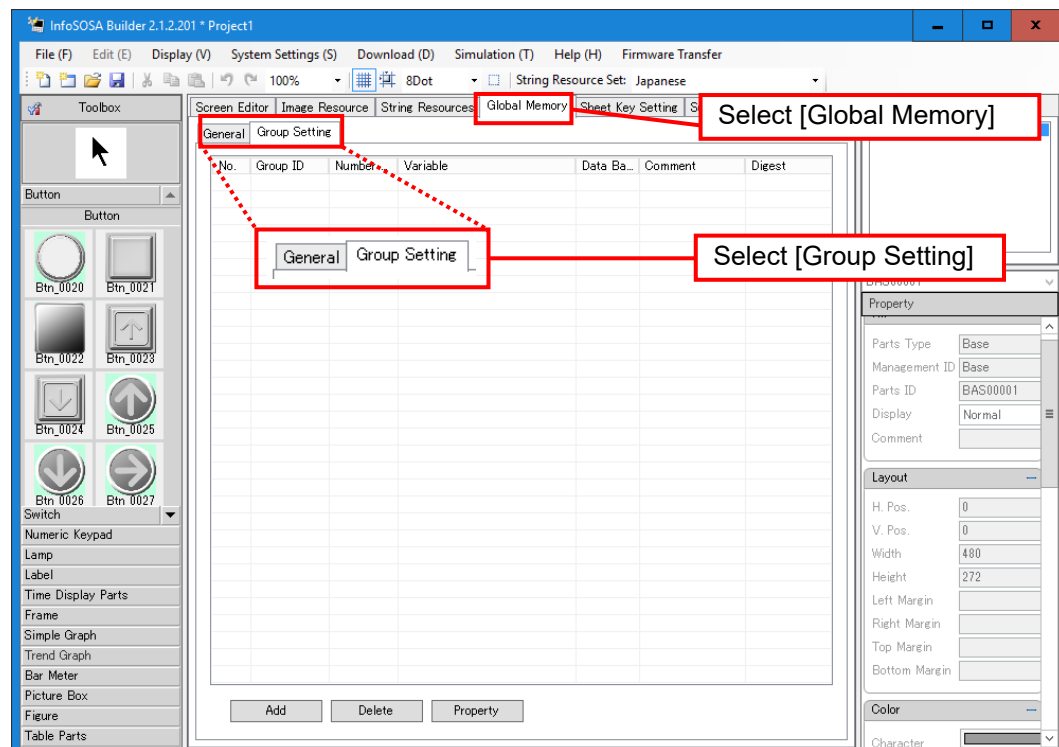 InfoSOSA Builder 2.1.2.201 * Project1
File (F) Edit (E) Display (V) System Settings (S) Download (D) Simulation (T) Help (H) Firmware Transfer
100% 8Dot String Resource Set: Japanese
Toolbox
Screen Editor Image Resource String Resources Global Memory Sheet Key Setting S
Select [Global Memory]
General Group Setting
No. Group ID Number... Variable Data Ba... Comment Digest
Button
Button
General Group Setting
Select [Group Setting]
Btn_0020 Btn_0021
BAS00001
Property
Parts Type Base
Btn_0022 Btn_0023
Management ID Base
Parts ID BAS00001
Display Normal
Btn_0024 Btn_0025
Comment
Layout
Btn_0026 Btn_0027
H. Pos. 0
Switch
V. Pos. 0
Numeric Keypad
Width 480
Lamp
Label
Height 272
Time Display Parts
Left Margin
Frame
Right Margin
Simple Graph
Top Margin
Trend Graph
Bottom Margin
Bar Meter
Picture Box
Add Delete Property
Color
Figure
Table Parts
Character